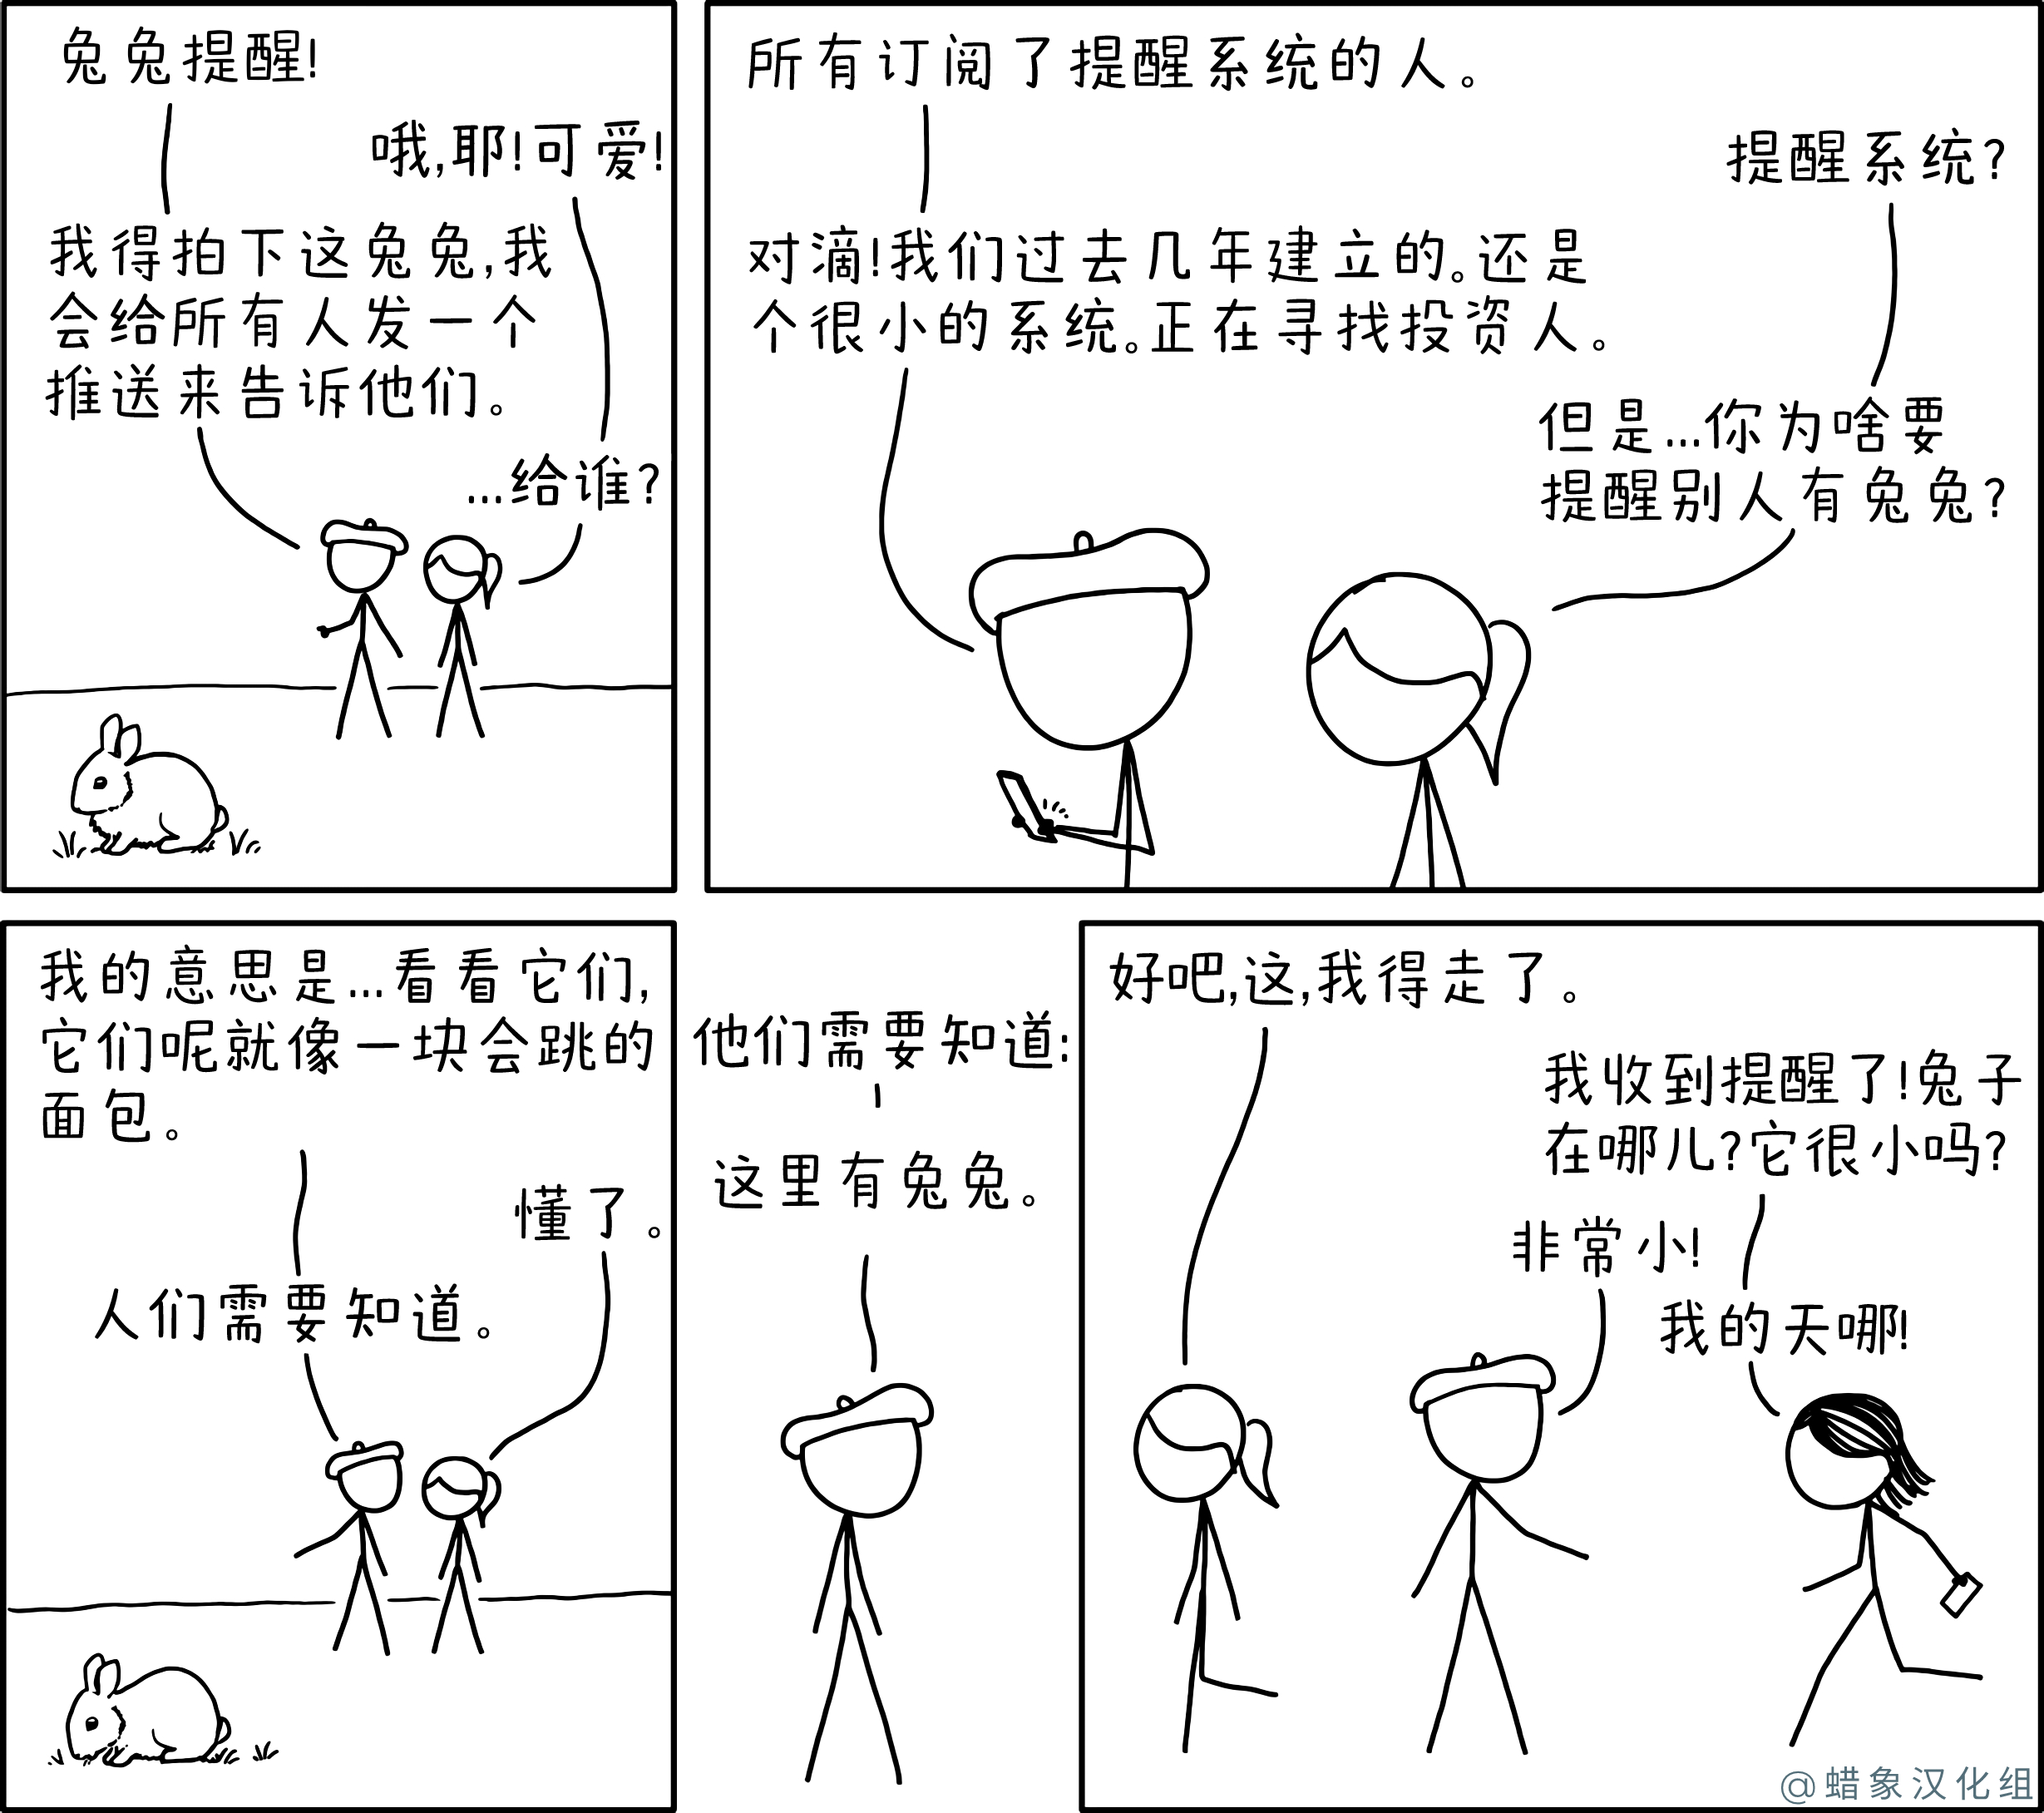 兔兔提醒!
哦,耶!可爱!
我得拍下这兔兔,我
会给所有人发一个
推送来告诉他们。
...给谁?
所有订阅了提醒系统的人。
提醒系统?
对滴!我们过去几年建立的。还是
个很小的系统。正在寻找投资人。
但是...你为啥要
提醒别人有兔兔?
我的意思是...看看它们,
它们呢就像一块会跳的
面包。
懂了。
人们需要知道。
他们需要知道:
这里有兔兔。
好吧,这,我得走了。
我收到提醒了!兔子
在哪儿?它很小吗?
非常小!
我的天哪!
@蜡象汉化组